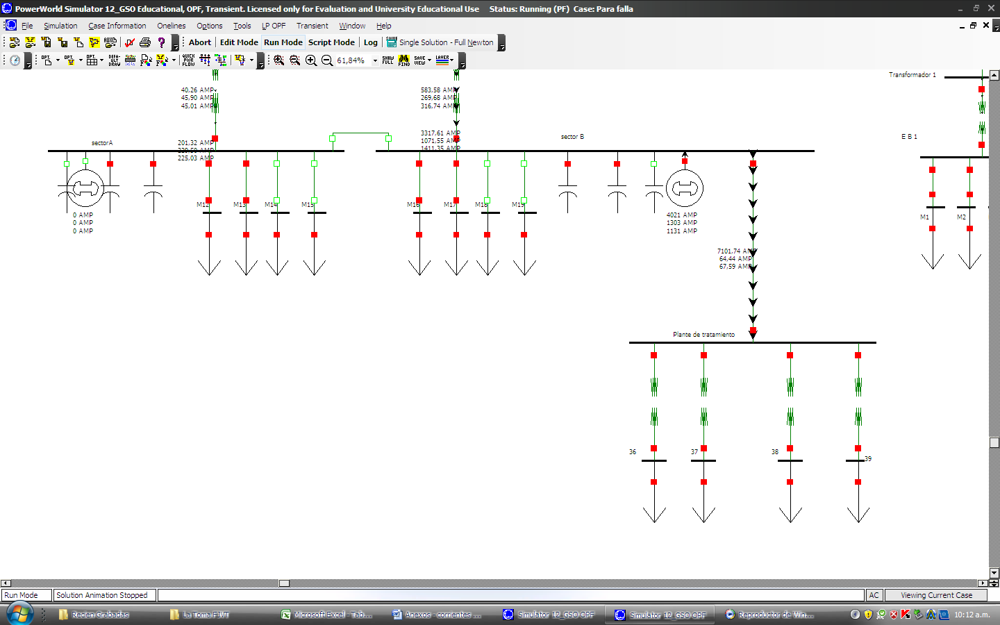 PowerWorld Simulator 12_GSO Educational, OPF, Transient. Licensed only for Evaluation and University Educational Use    Status: Running (PF)  Case: Para falla
File  Simulation  Case Information  Onelines  Options  Tools  LP OPF  Transient  Window  Help
Abort  Edit Mode  Run Mode  Script Mode  Log  Single Solution - Full Newton
61,84%
Transformador 1
40,26 AMP
45,90 AMP
45,01 AMP
583,58 AMP
269,68 AMP
316,74 AMP
sectorA
201,32 AMP
225,03 AMP
3317,61 AMP
1071,55 AMP
1411,35 AMP
sector B
E B 1
M12  M13  M14  M15
M16  M17  M18  M19
0 AMP
0 AMP
0 AMP
4021 AMP
1303 AMP
1131 AMP
M1  M2
7101,74 AMP
64,44 AMP
67,59 AMP
Plante de tratamiento
36  37  38  39
Run Mode  Solution Animation Stopped  AC  Viewing Current Case
Recien Grabadas  La Toma FJVT  Microsoft Excel - Tab...  Anexos - corrientes ...  Simulator 12_GSO OPF  Simulator 12_GSO OPF  Reproductor de Win...  10:12 a.m.